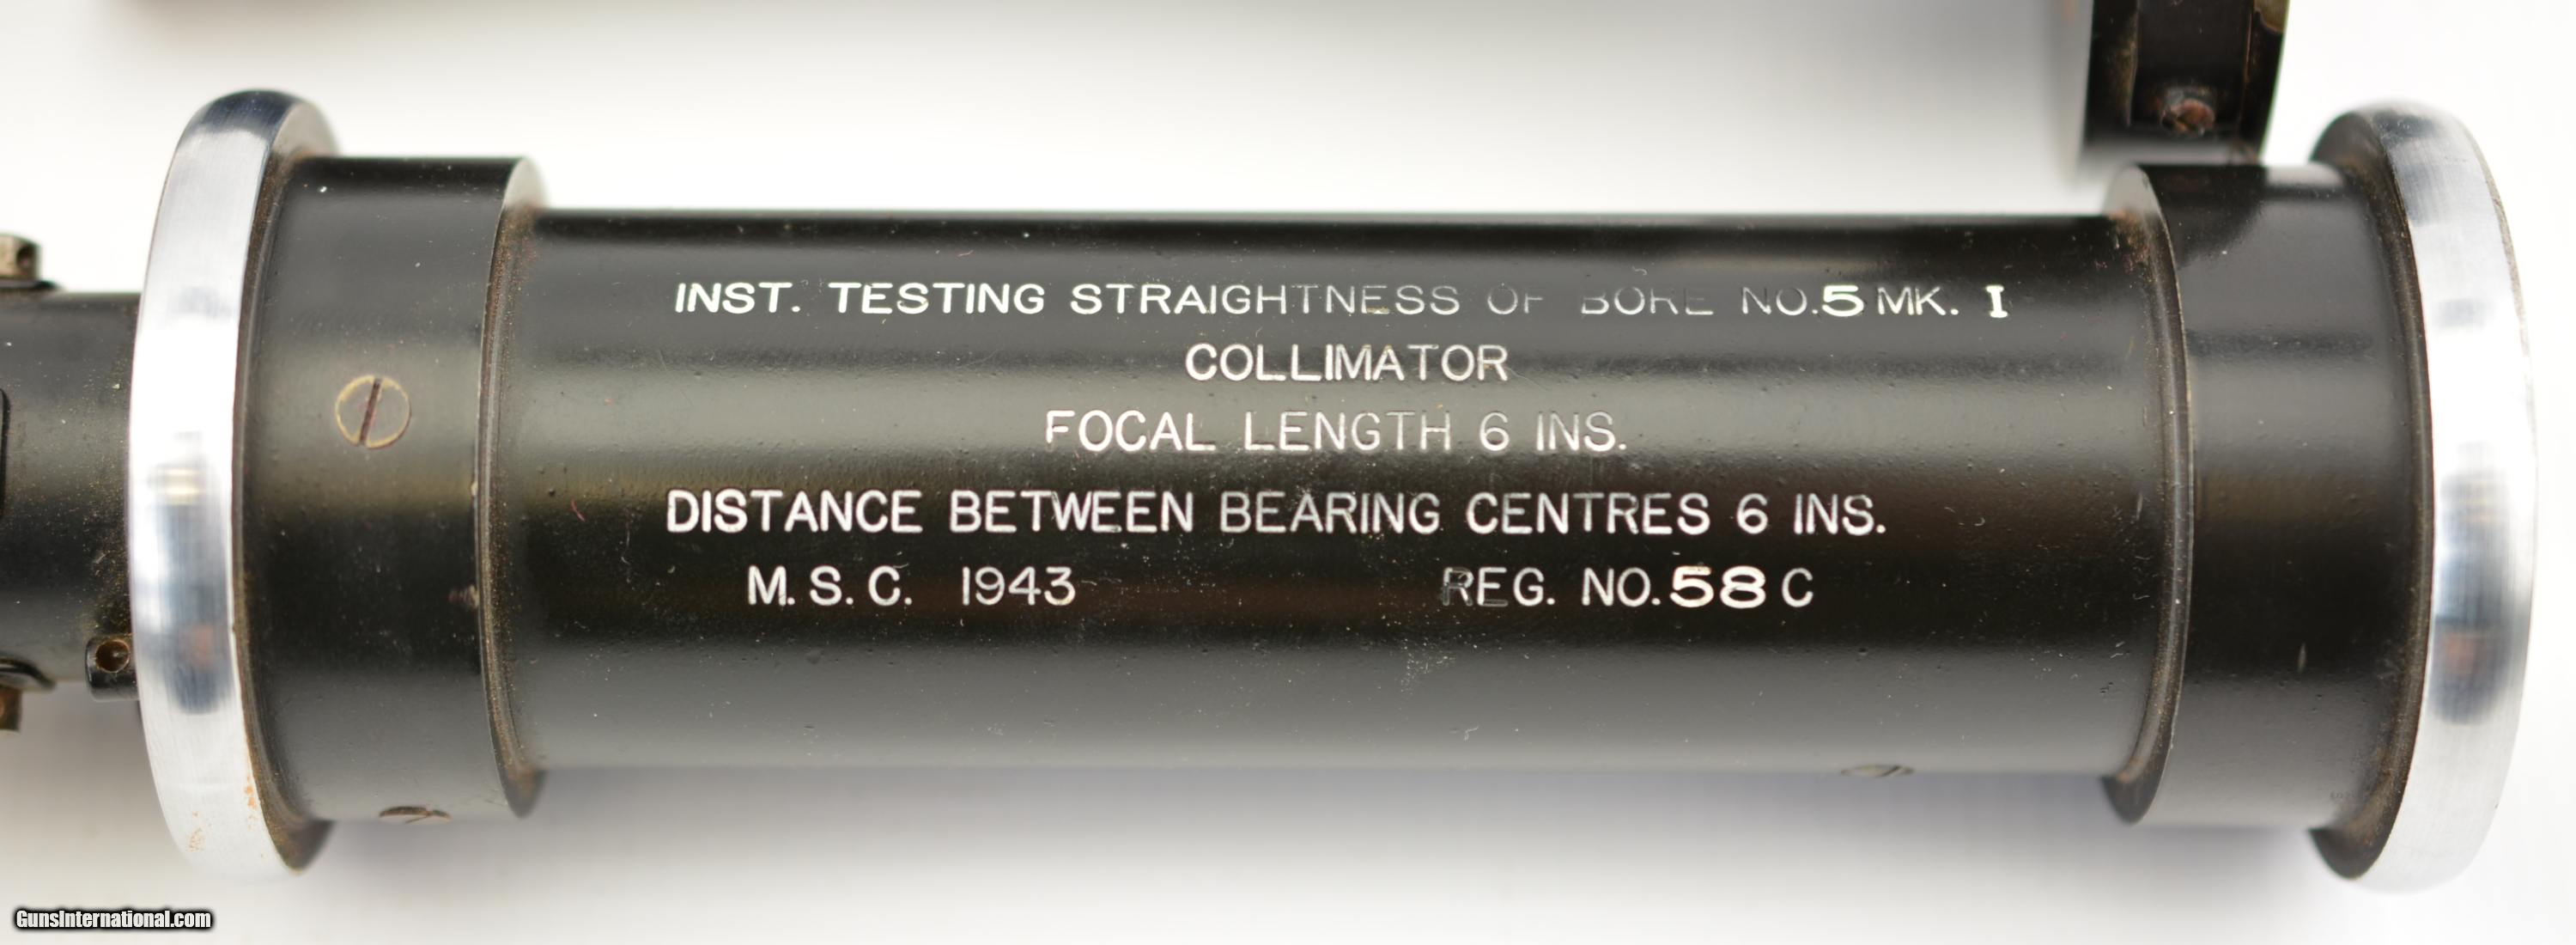 INST. TESTING STRAIGHTNESS OF BORE NO.5 MK. I
COLLIMATOR
FOCAL LENGTH 6 INS.
DISTANCE BETWEEN BEARING CENTRES 6 INS.
M.S.C. 1943 REG. NO.58 C
GunsInternational.com